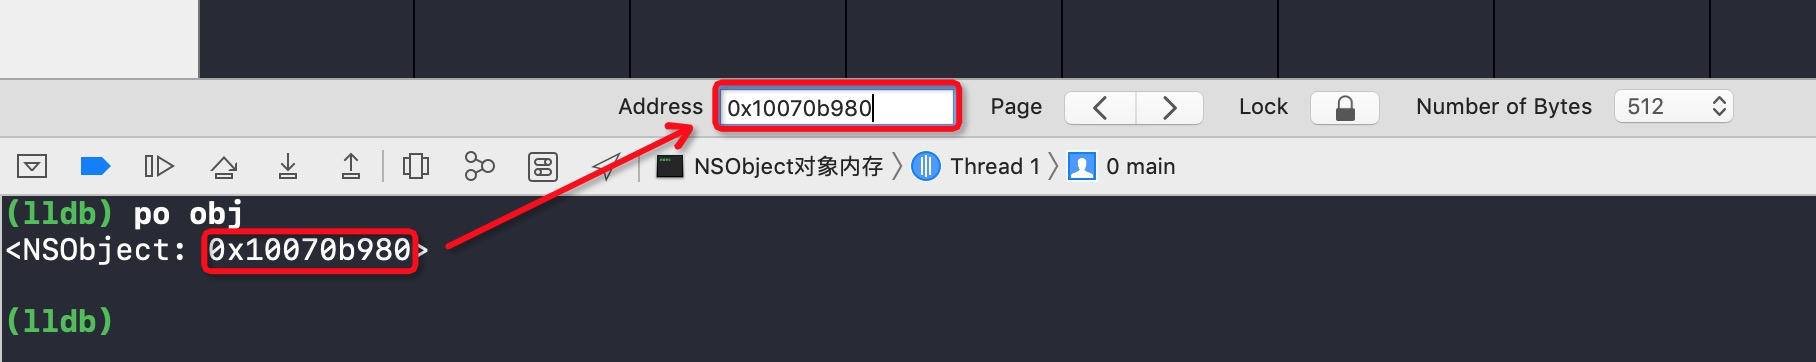 Address 0x10070b980 Page Lock Number of Bytes 512
NSObject对象内存 Thread 1 0 main
(lldb) po obj
<NSObject: 0x10070b980>
(lldb)